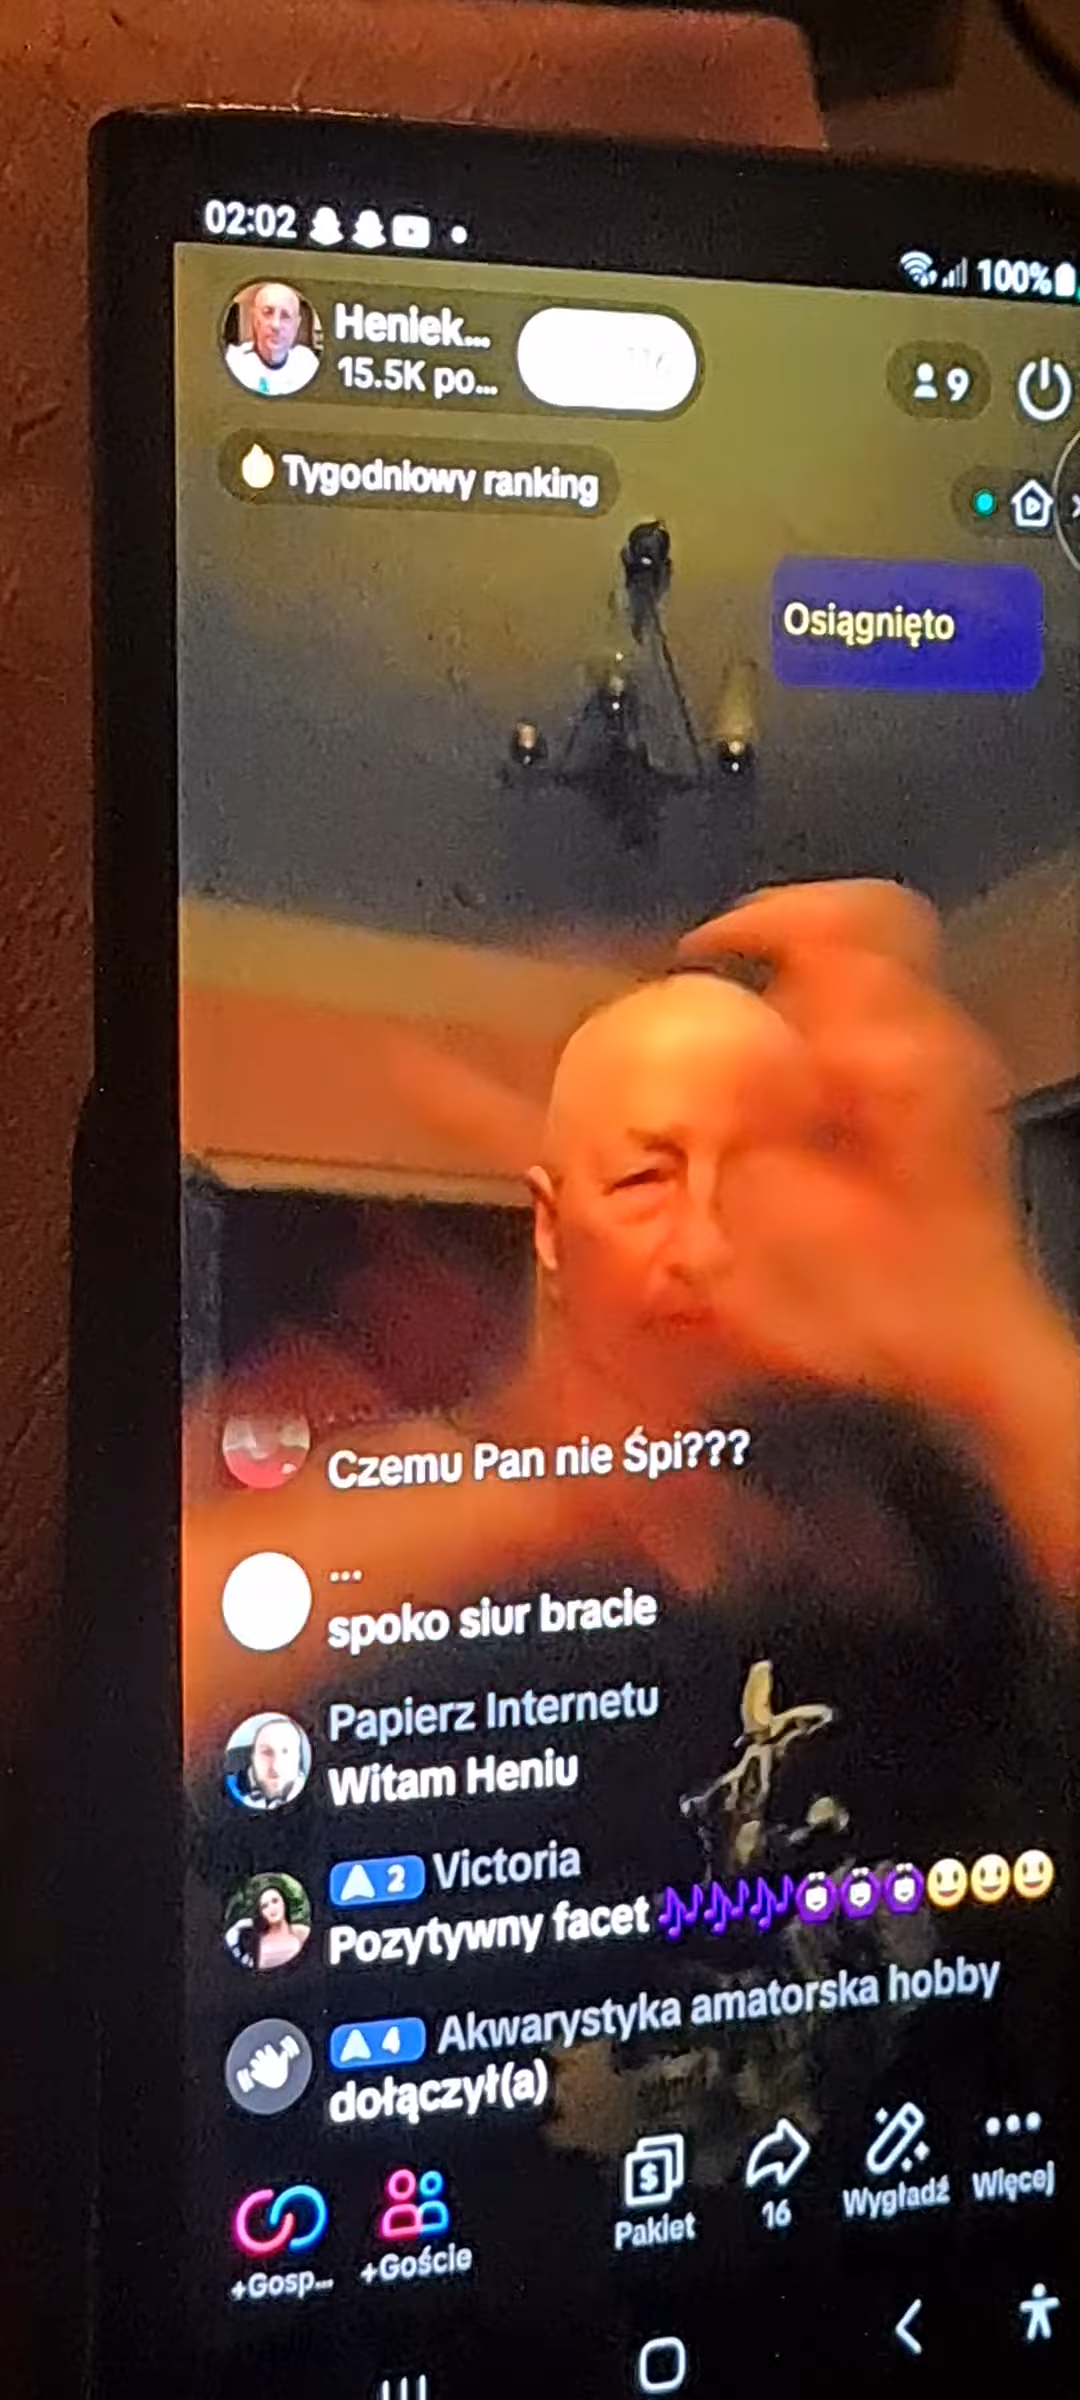 02:02
100%
Heniek...
15.5K po...
9
Tygodniowy ranking
Osiągnięto
Czemu Pan nie Śpi???
...
spoko siur bracie
Papierz Internetu
Witam Heniu
2 Victoria
Pozytywny facet 🎶🎶🎶😃😃😃
4 Akwarystyka amatorska hobby
dołączył(a)
+Gosp...
+Goście
Pakiet
16
Wygładź
Więcej